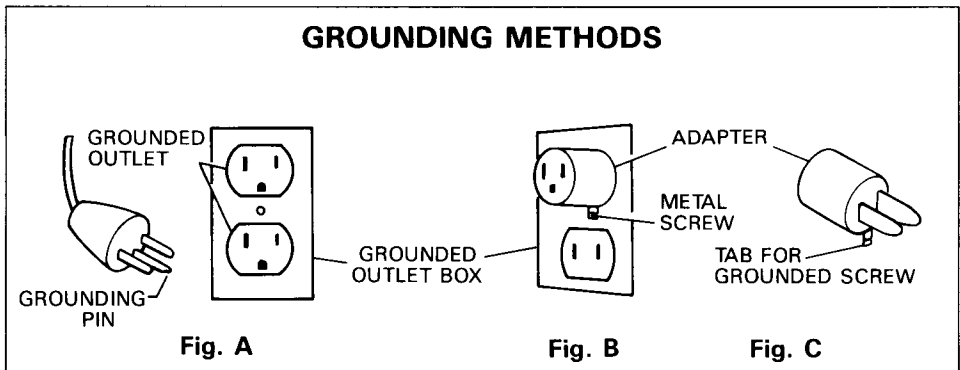 GROUNDING METHODS
GROUNDED
OUTLET
GROUNDING
PIN
GROUNDED
OUTLET BOX
ADAPTER
METAL
SCREW
TAB FOR
GROUNDED SCREW
Fig. A
Fig. B
Fig. C